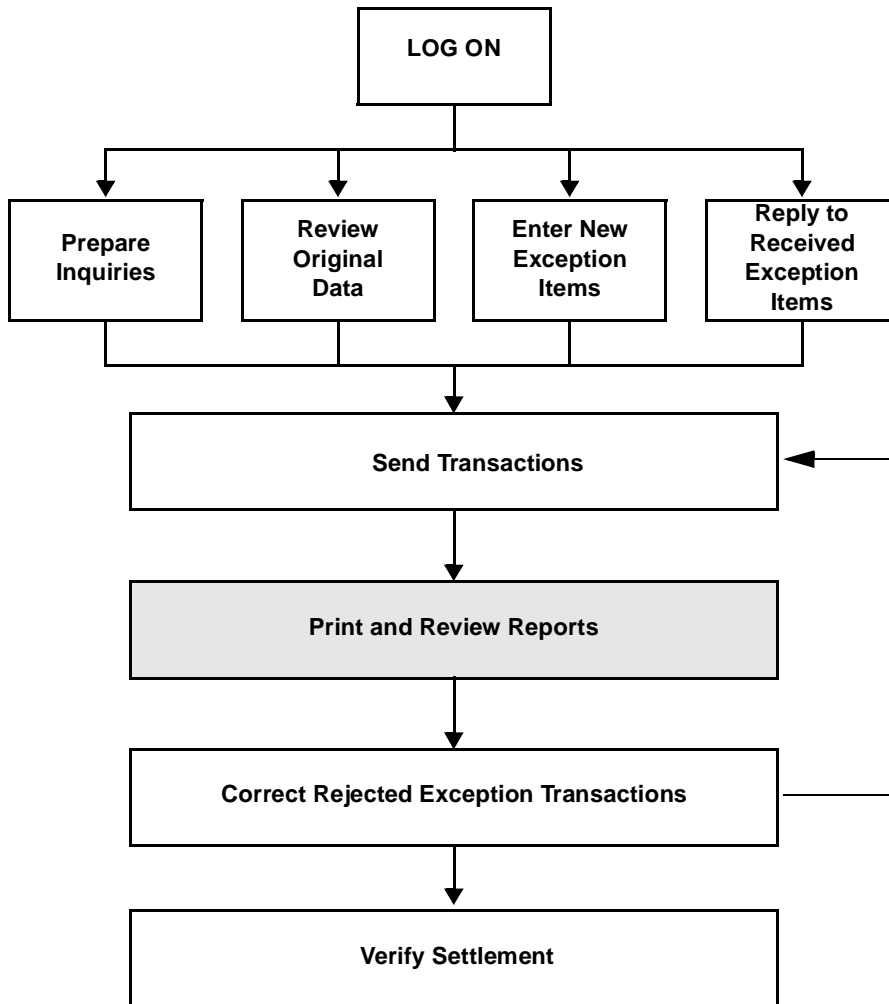 LOG ON
Prepare
Inquiries
Review
Original
Data
Enter New
Exception
Items
Reply to
Received
Exception
Items
Send Transactions
Print and Review Reports
Correct Rejected Exception Transactions
Verify Settlement